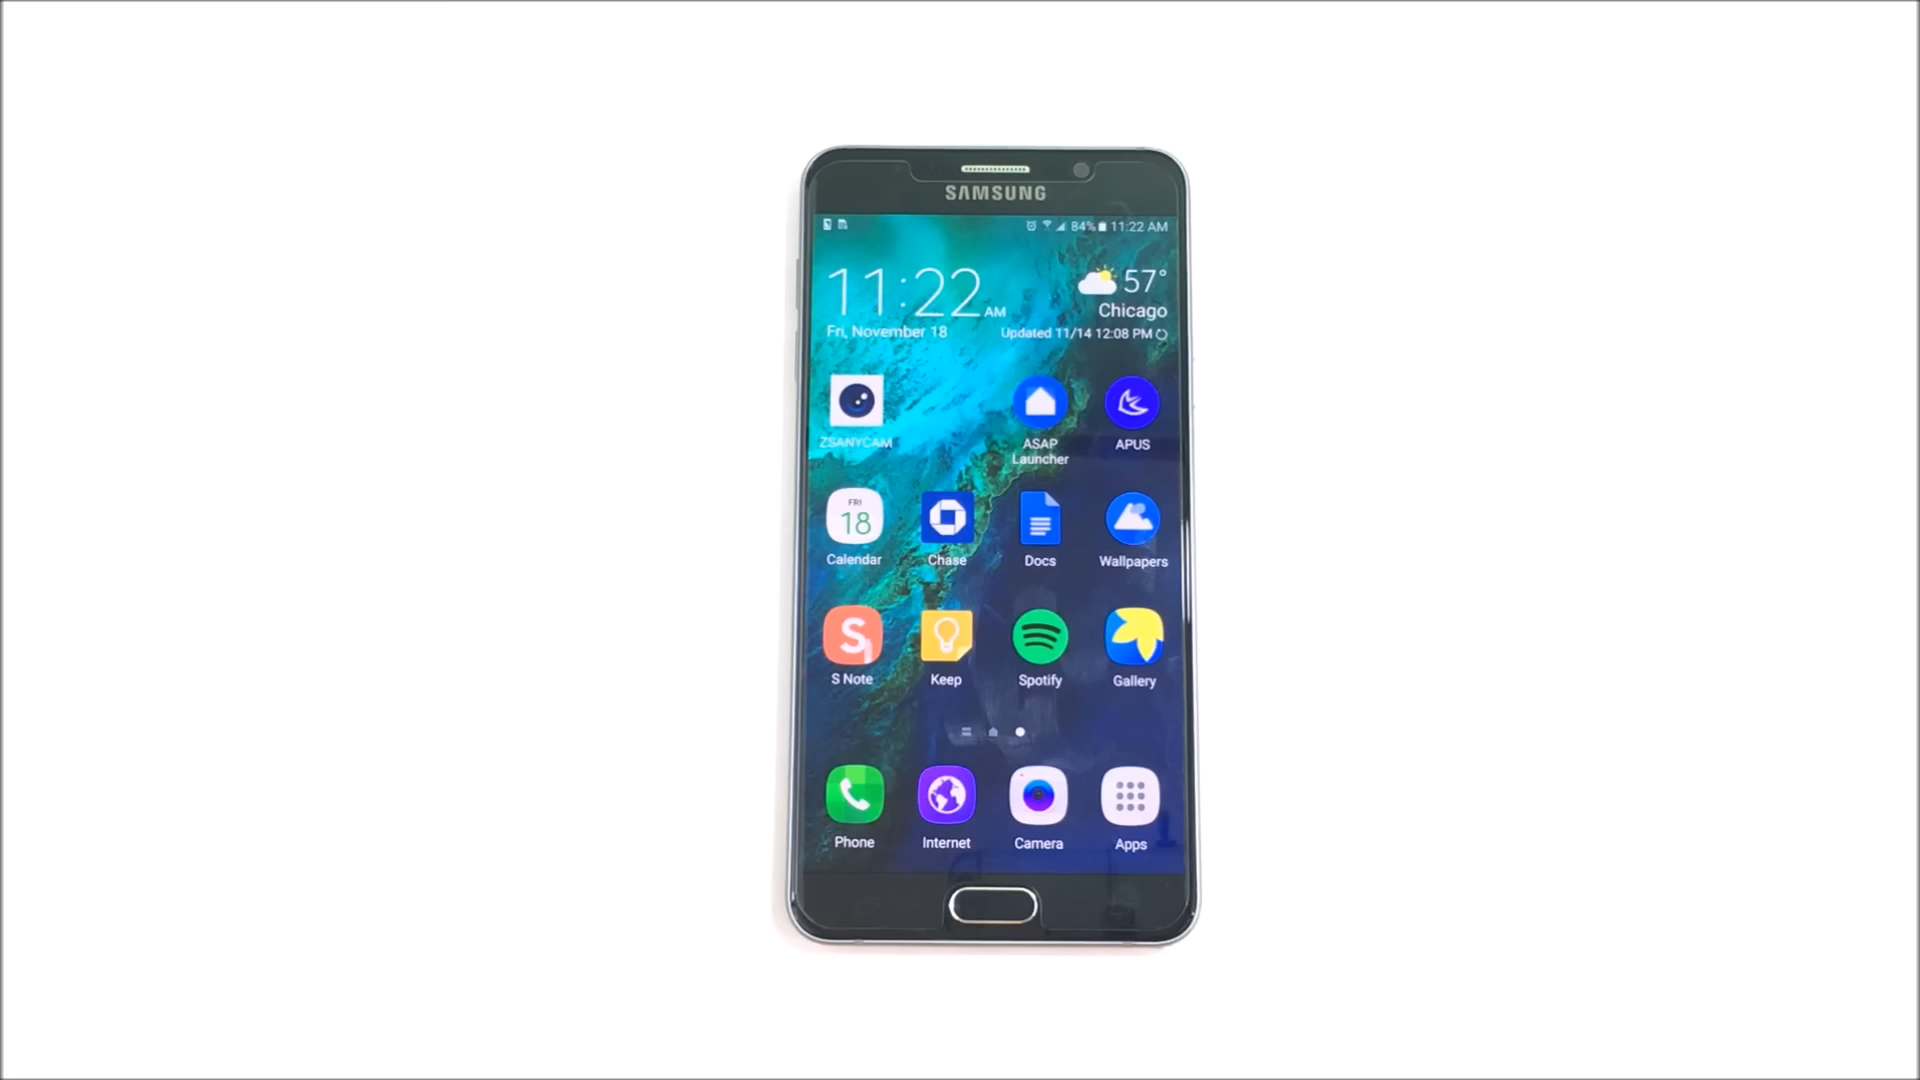 SAMSUNG
84% 11:22 AM
11:22 AM
57°
Chicago
Fri, November 18
Updated 11/14 12:08 PM
ZSANYCAM
ASAP
Launcher
APUS
FRI
18
Calendar
Chase
Docs
Wallpapers
S
S Note
Keep
Spotify
Gallery
Phone
Internet
Camera
Apps